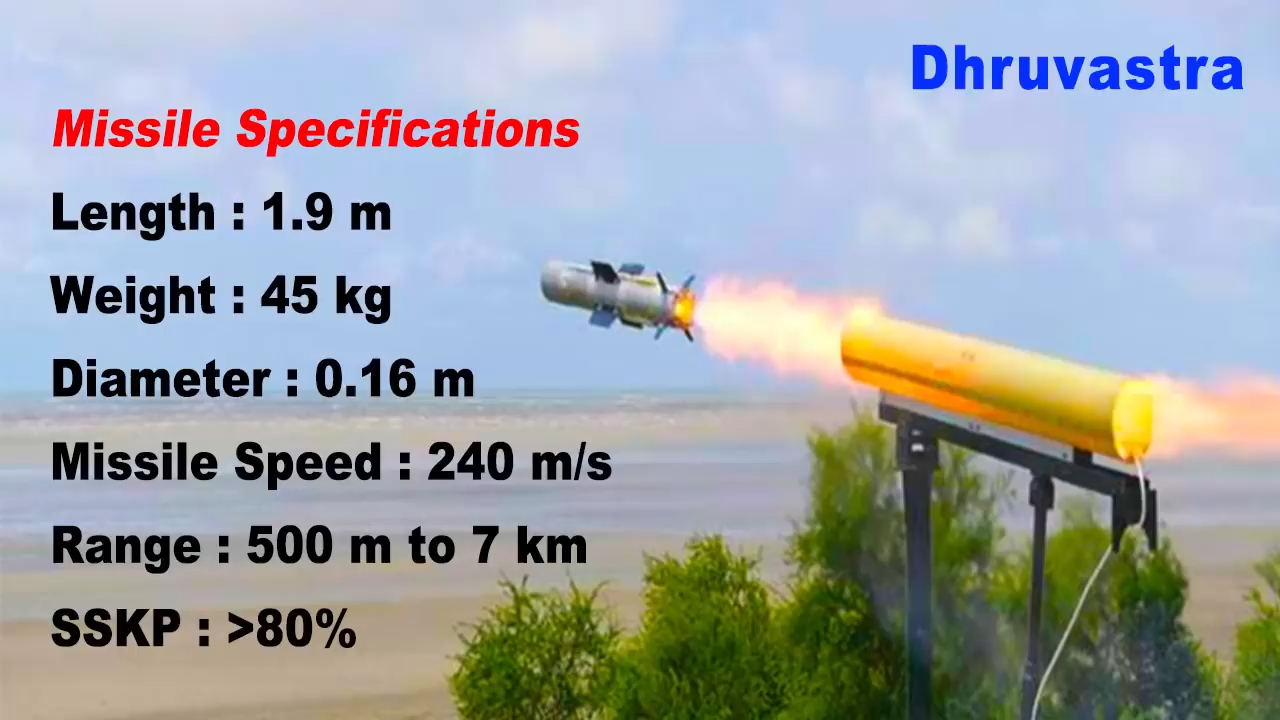 Dhruvastra
Missile Specifications
Length : 1.9 m
Weight : 45 kg
Diameter : 0.16 m
Missile Speed : 240 m/s
Range : 500 m to 7 km
SSKP : >80%